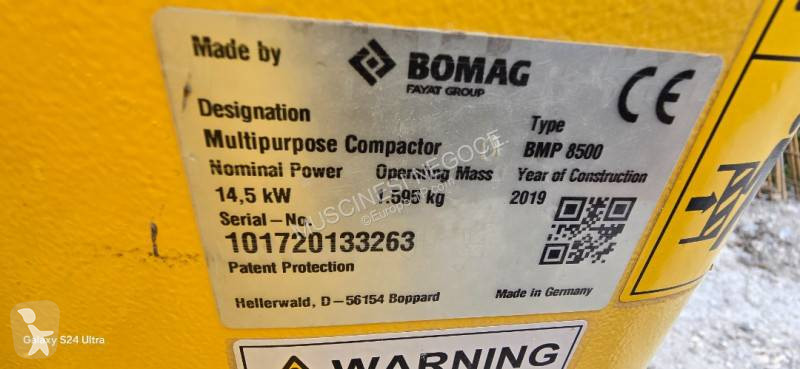 Made by
BOMAG
FAYAT GROUP
CE
Designation
Type
Multipurpose Compactor
BMP 8500
Nominal Power
Operating Mass
Year of Construction
14,5 kW
1.595 kg
2019
Serial-No.
101720133263
Patent Protection
Hellerwald, D-56154 Boppard
Made in Germany
WARNING
Galaxy S24 Ultra